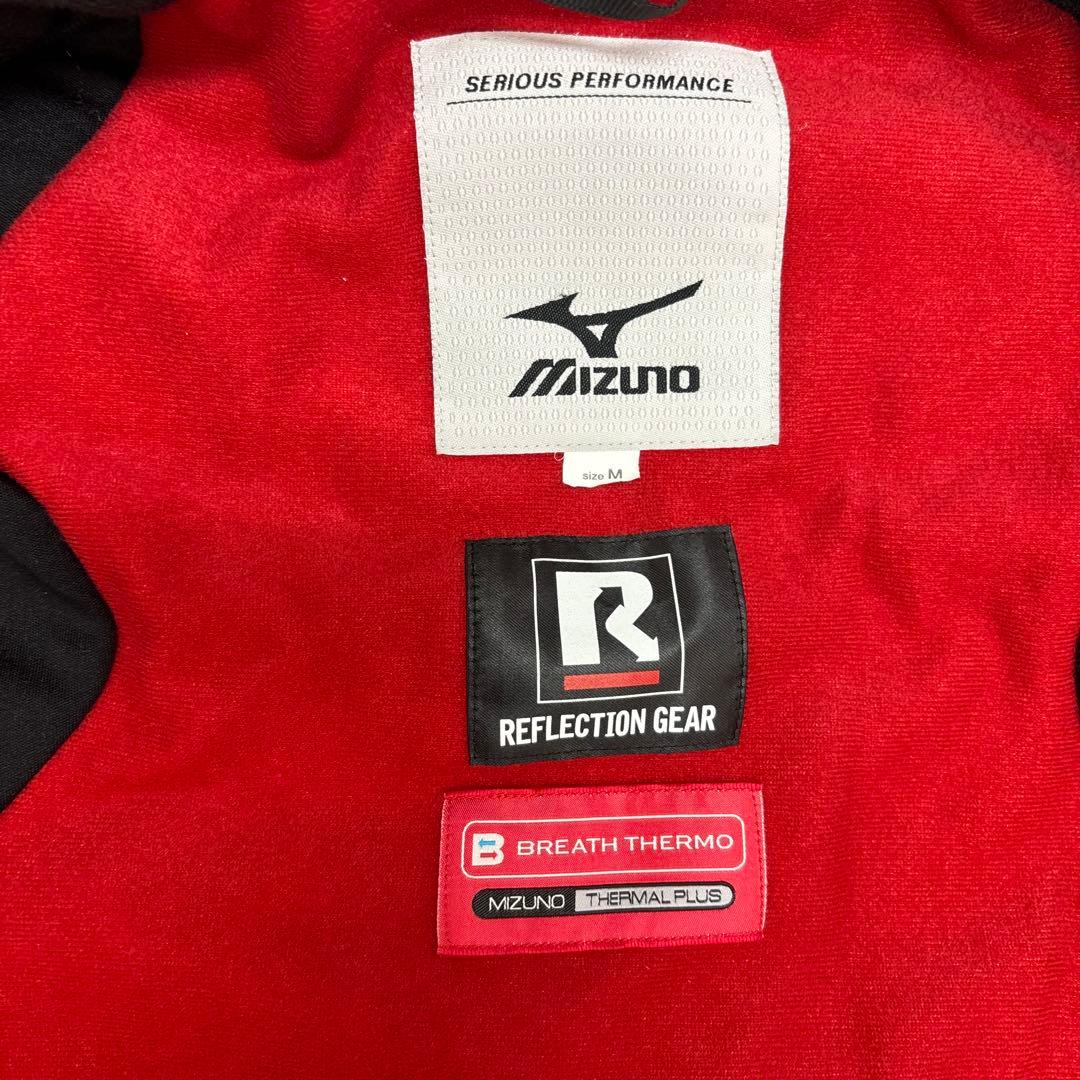 SERIOUS PERFORMANCE
MIZUNO
size M
R
REFLECTION GEAR
B BREATH THERMO
MIZUNO THERMAL PLUS